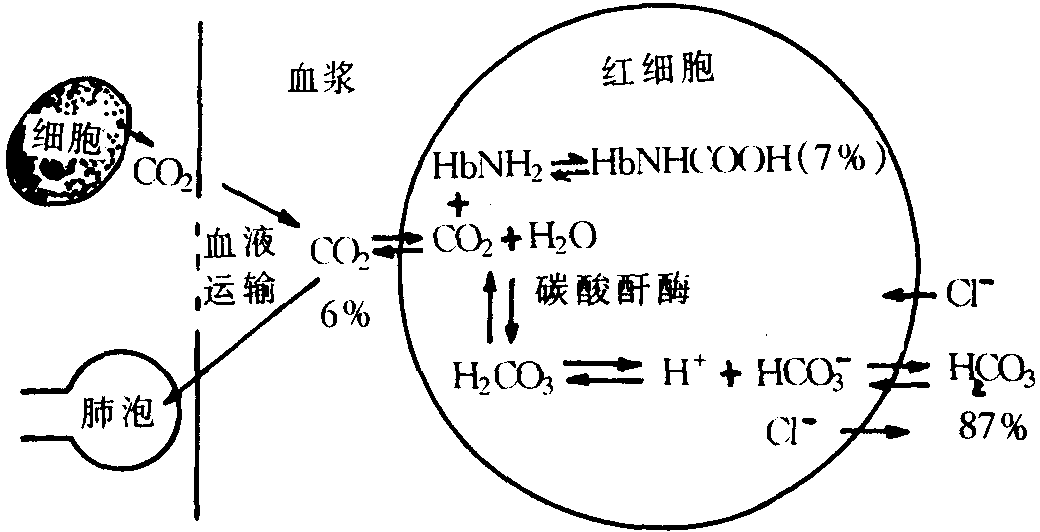 血浆
红细胞
细胞
CO₂
HbNH₂ ⇌ HbNHCOOH(7%)
+
血液
运输
CO₂ ⇌ CO₂ + H₂O
6%
碳酸酐酶
Cl⁻
H₂CO₃ ⇌ H⁺ + HCO₃⁻ ⇌ H₂CO₃
87%
Cl⁻
肺泡